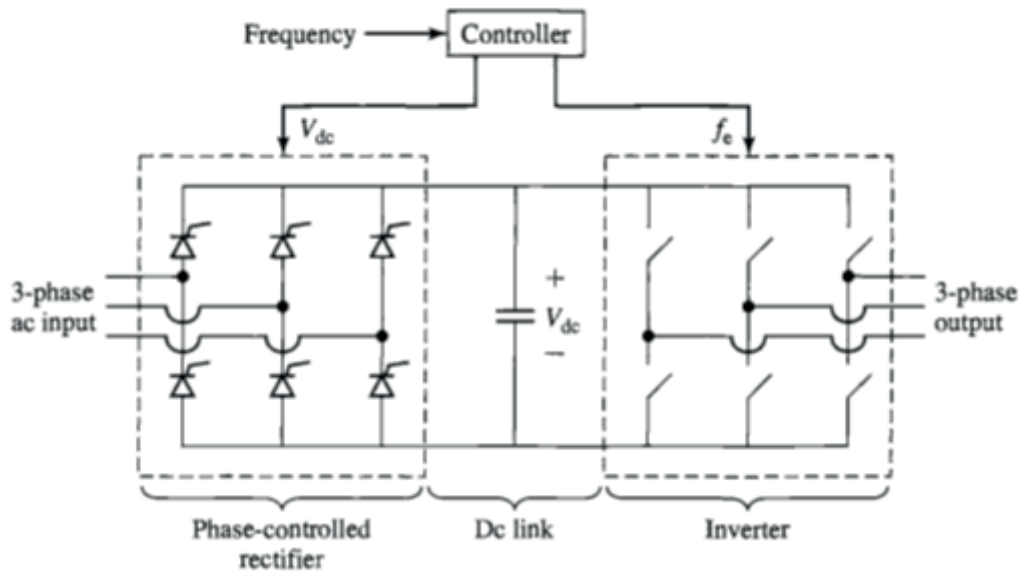 Frequency
Controller
V_dc
f_e
3-phase
ac input
+
V_dc
−
3-phase
output
Phase-controlled
rectifier
Dc link
Inverter